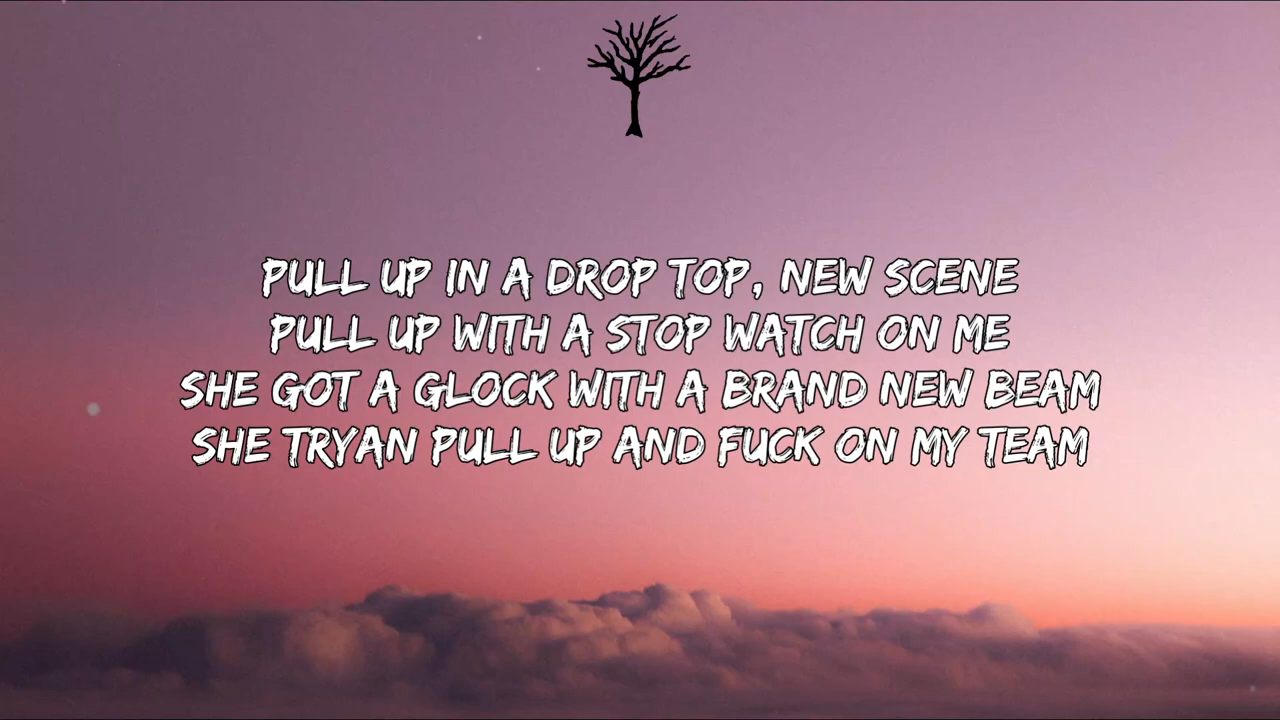 PULL UP IN A DROP TOP, NEW SCENE
PULL UP WITH A STOP WATCH ON ME
SHE GOT A GLOCK WITH A BRAND NEW BEAM
SHE TRYAN PULL UP AND FUCK ON MY TEAM